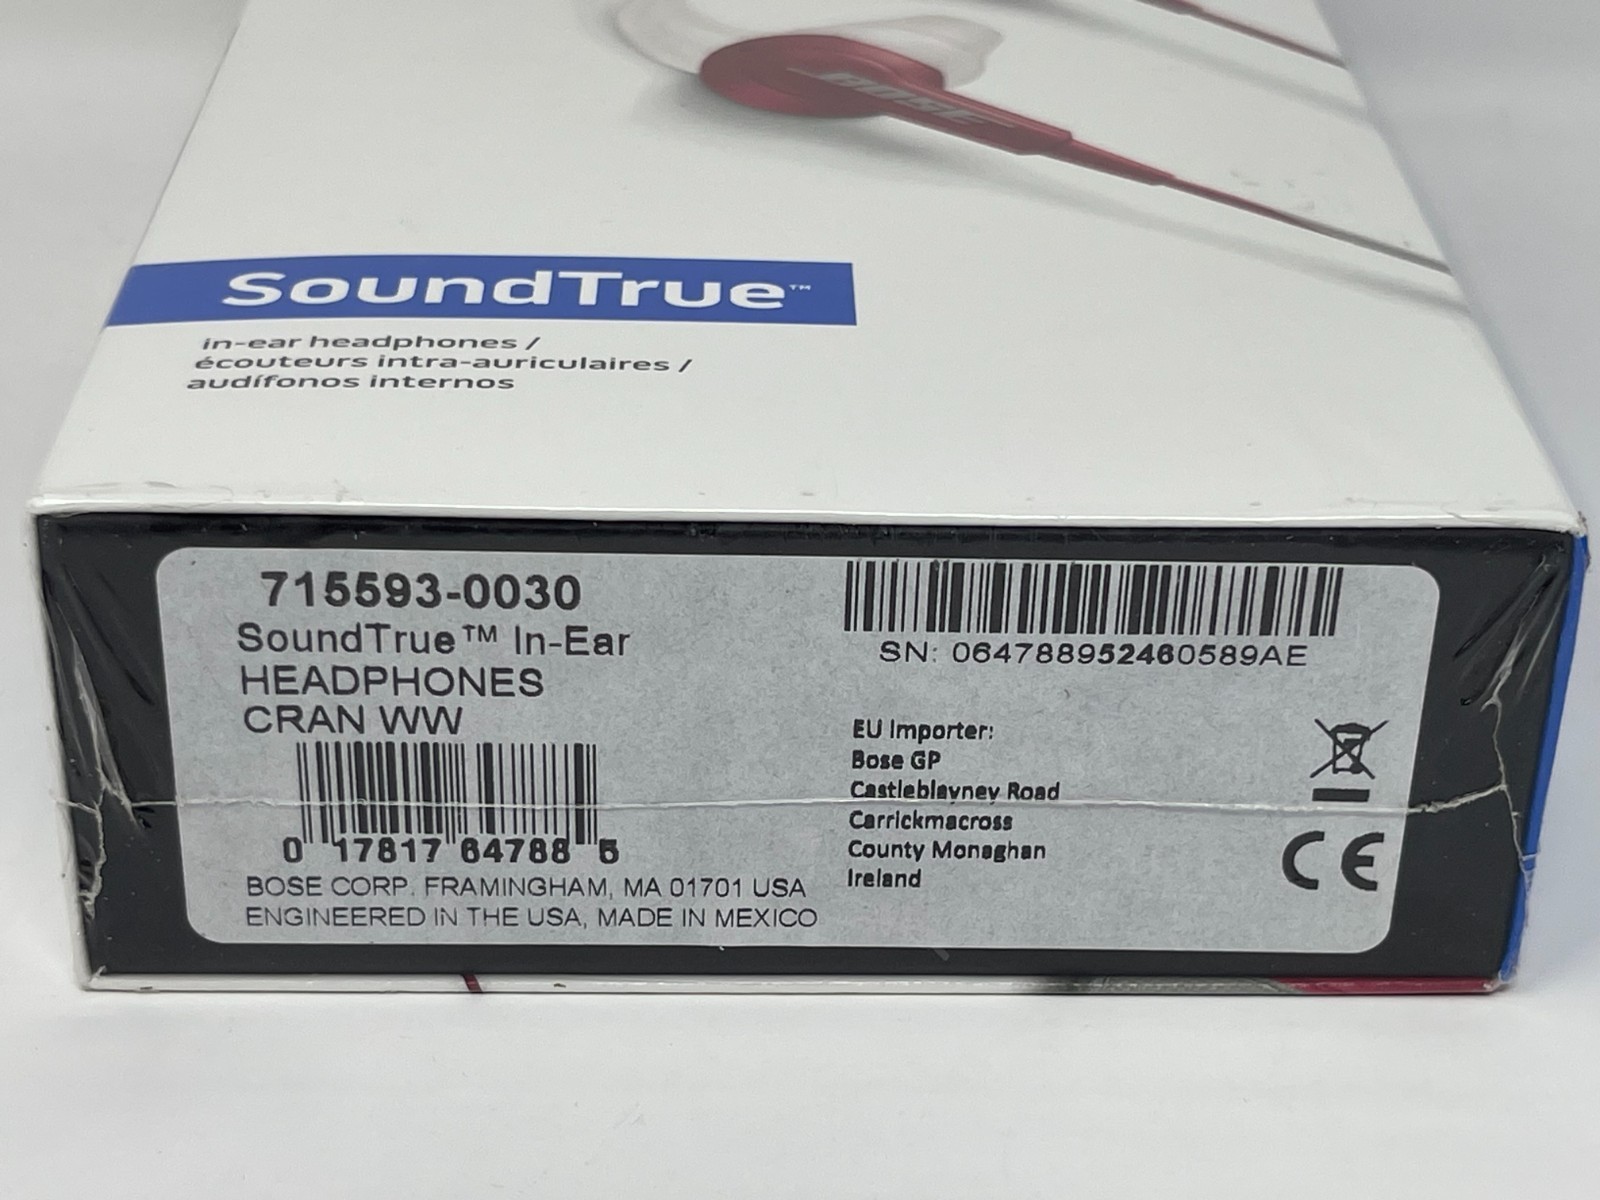 BOSE
SoundTrue™
in-ear headphones /
écouteurs intra-auriculaires /
audífonos internos
715593-0030
SoundTrue™ In-Ear
HEADPHONES
CRAN WW
0 17817 64788 5
BOSE CORP. FRAMINGHAM, MA 01701 USA
ENGINEERED IN THE USA, MADE IN MEXICO
SN: 064788952460589AE
EU Importer:
Bose GP
Castleblayney Road
Carrickmacross
County Monaghan
Ireland
CE